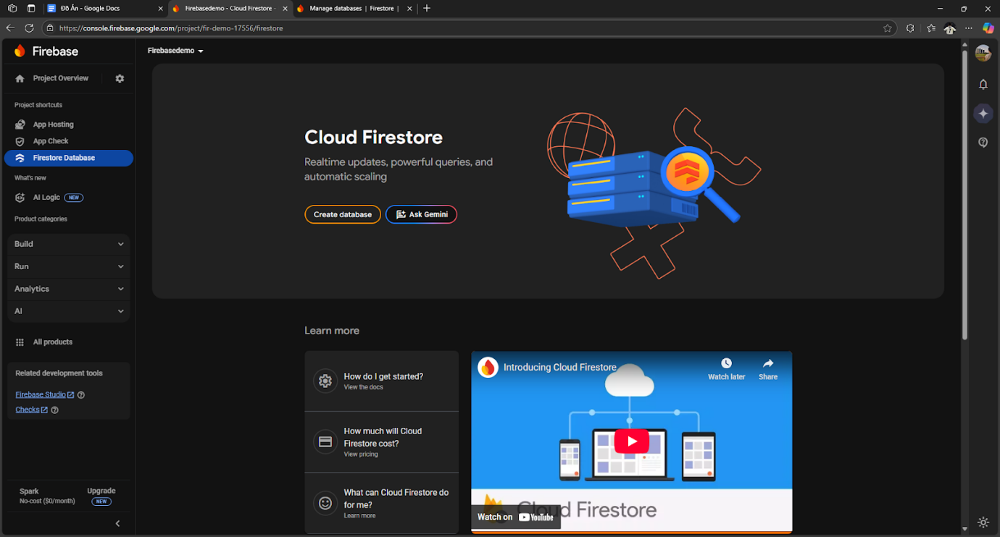 Đồ Án - Google Docs
Firebasedemo - Cloud Firestore -
Manage databases | Firestore |
https://console.firebase.google.com/project/fir-demo-17556/firestore
Firebase
Firebasedemo
Project Overview
Project shortcuts
App Hosting
App Check
Firestore Database
What's new
AI Logic NEW
Product categories
Build
Run
Analytics
AI
All products
Related development tools
Firebase Studio
Checks
Spark
No-cost ($0/month)
Upgrade
NEW
Cloud Firestore
Realtime updates, powerful queries, and
automatic scaling
Create database
Ask Gemini
Learn more
How do I get started?
View the docs
How much will Cloud
Firestore cost?
View pricing
What can Cloud Firestore do
for me?
Learn more
Introducing Cloud Firestore
Watch later
Share
Cloud Firestore
Watch on YouTube